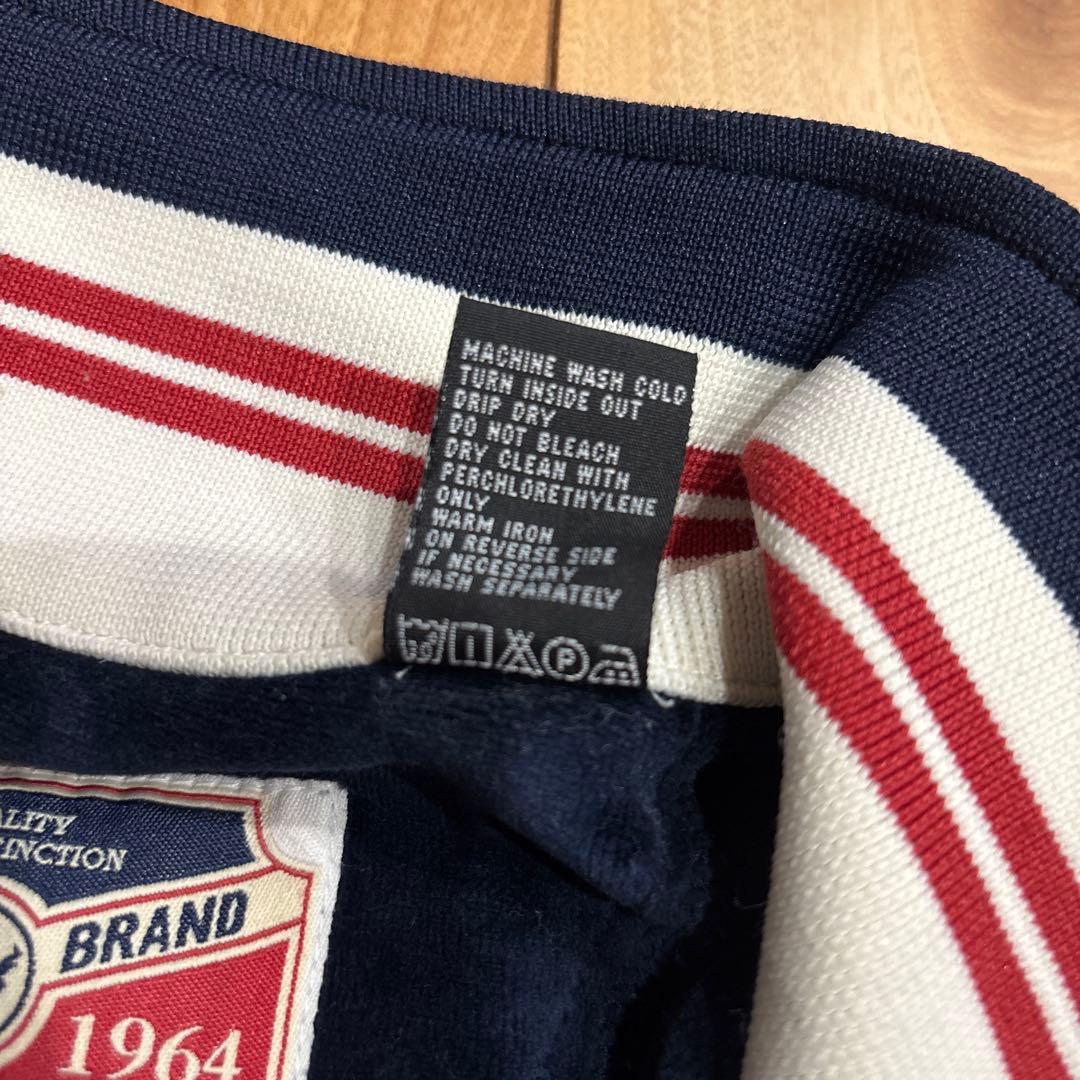 MACHINE WASH COLD
TURN INSIDE OUT
DRIP DRY
DO NOT BLEACH
DRY CLEAN WITH
PERCHLORETHYLENE
ONLY
WARM IRON
ON REVERSE SIDE
IF NECESSARY
WASH SEPARATELY
P
ALITY
INCTION
BRAND
1964